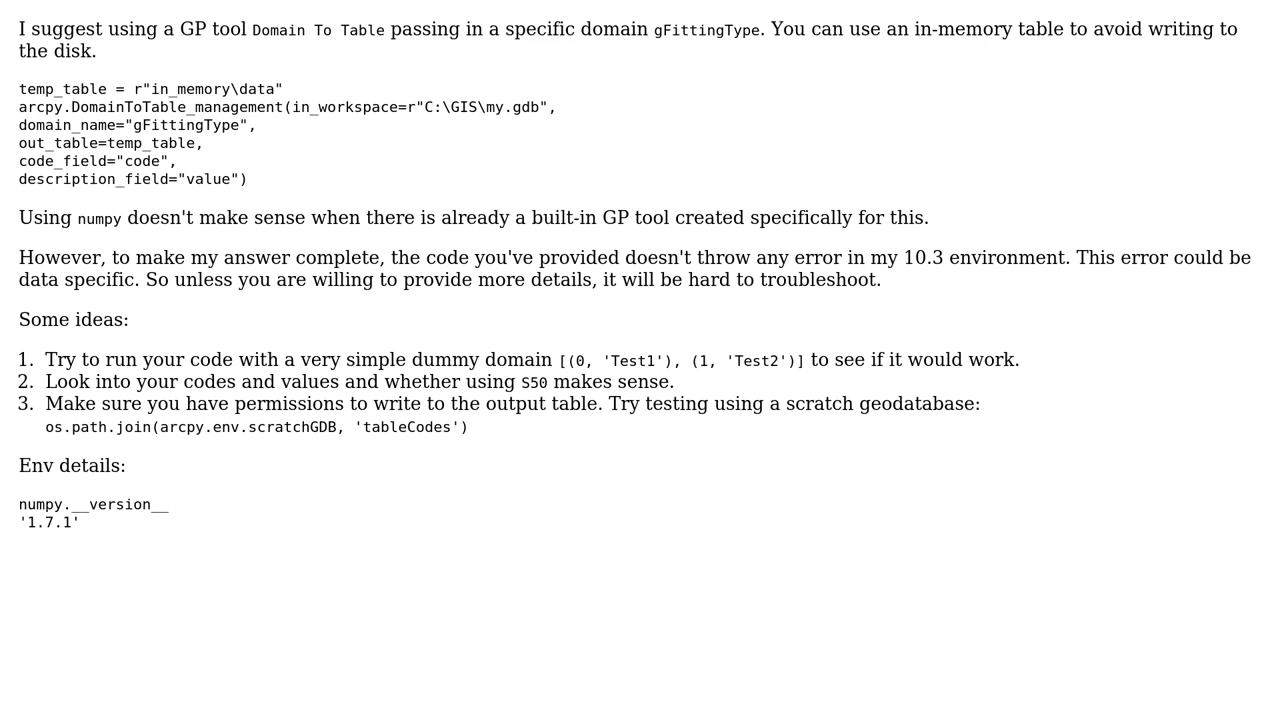 I suggest using a GP tool Domain To Table passing in a specific domain gFittingType. You can use an in-memory table to avoid writing to
the disk.
temp_table = r"in_memory\data"
arcpy.DomainToTable_management(in_workspace=r"C:\GIS\my.gdb",
domain_name="gFittingType",
out_table=temp_table,
code_field="code",
description_field="value")
Using numpy doesn't make sense when there is already a built-in GP tool created specifically for this.
However, to make my answer complete, the code you've provided doesn't throw any error in my 10.3 environment. This error could be
data specific. So unless you are willing to provide more details, it will be hard to troubleshoot.
Some ideas:
1. Try to run your code with a very simple dummy domain [(0, 'Test1'), (1, 'Test2')] to see if it would work.
2. Look into your codes and values and whether using S50 makes sense.
3. Make sure you have permissions to write to the output table. Try testing using a scratch geodatabase:
os.path.join(arcpy.env.scratchGDB, 'tableCodes')
Env details:
numpy.__version__
'1.7.1'